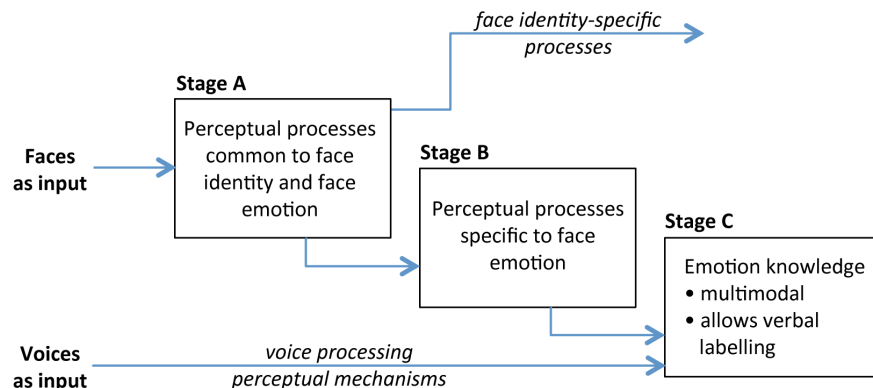 face identity-specific
processes
Stage A
Perceptual processes
common to face
identity and face
emotion
Faces
as input
Stage B
Perceptual processes
specific to face
emotion
Stage C
Emotion knowledge
• multimodal
• allows verbal
labelling
Voices
as input
voice processing
perceptual mechanisms